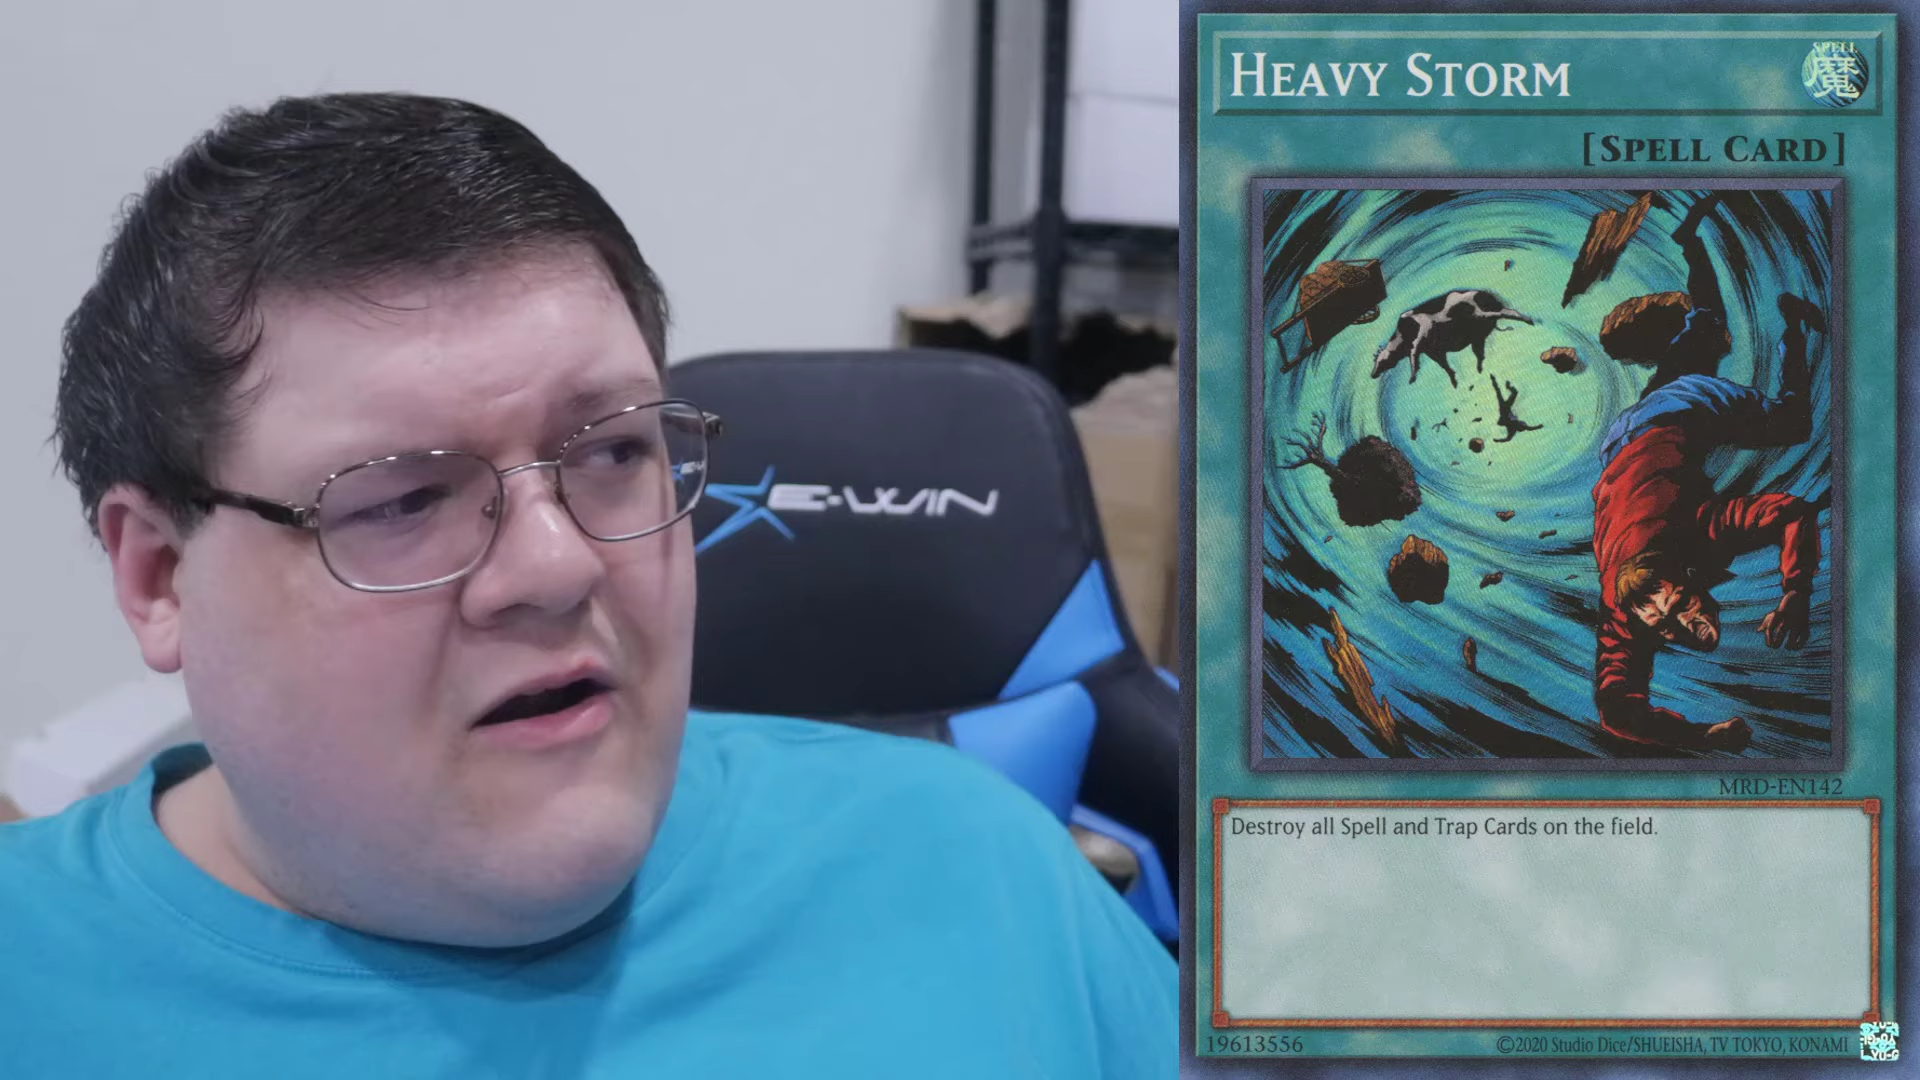 E-WIN
HEAVY STORM
SPELL
魔
[SPELL CARD]
MRD-EN142
Destroy all Spell and Trap Cards on the field.
19613556
©2020 Studio Dice/SHUEISHA, TV TOKYO, KONAMI